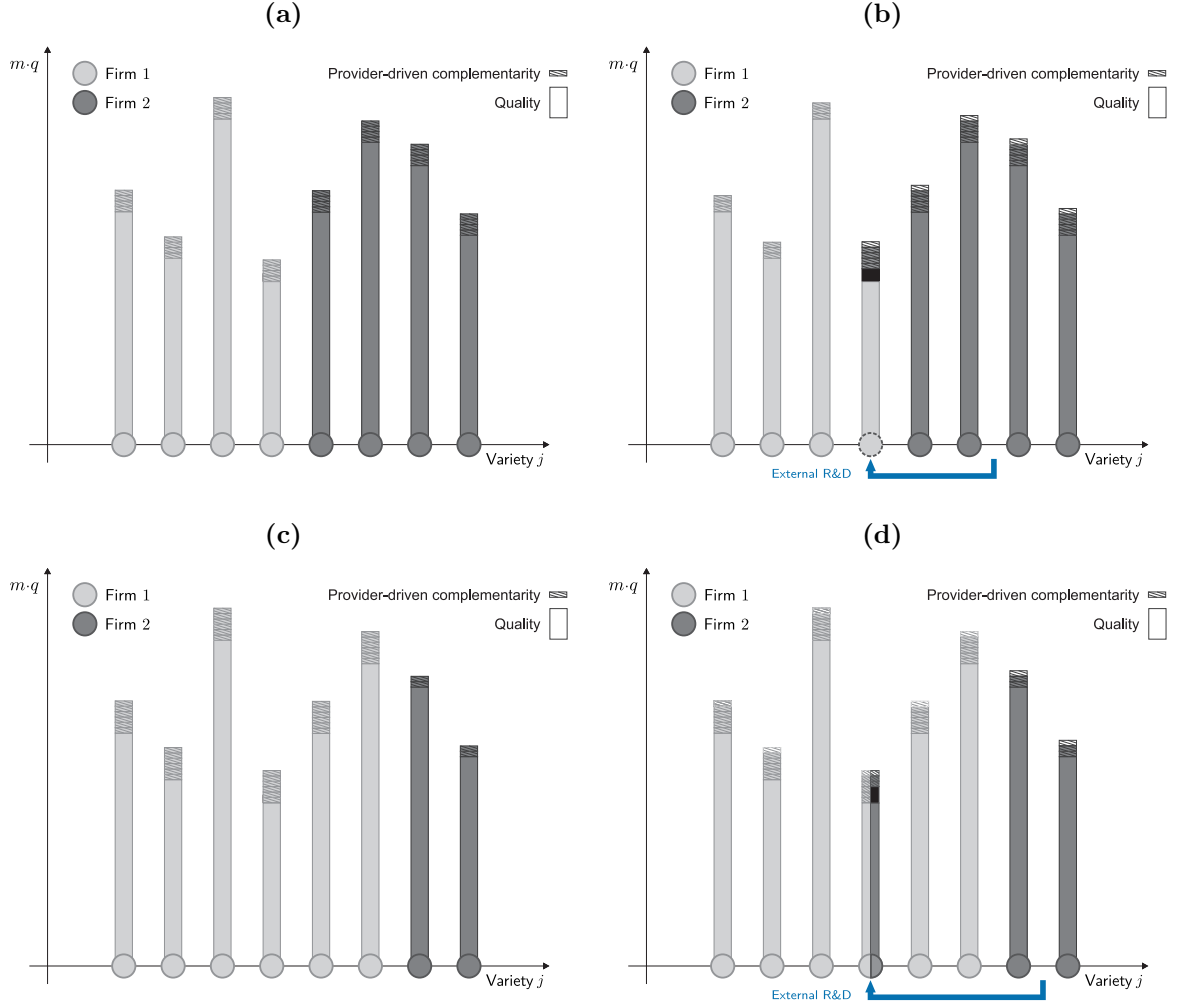 (a)
m·q
Firm 1
Firm 2
Provider-driven complementarity
Quality
Variety j
(b)
m·q
Firm 1
Firm 2
Provider-driven complementarity
Quality
Variety j
External R&D
(c)
m·q
Firm 1
Firm 2
Provider-driven complementarity
Quality
Variety j
(d)
m·q
Firm 1
Firm 2
Provider-driven complementarity
Quality
Variety j
External R&D